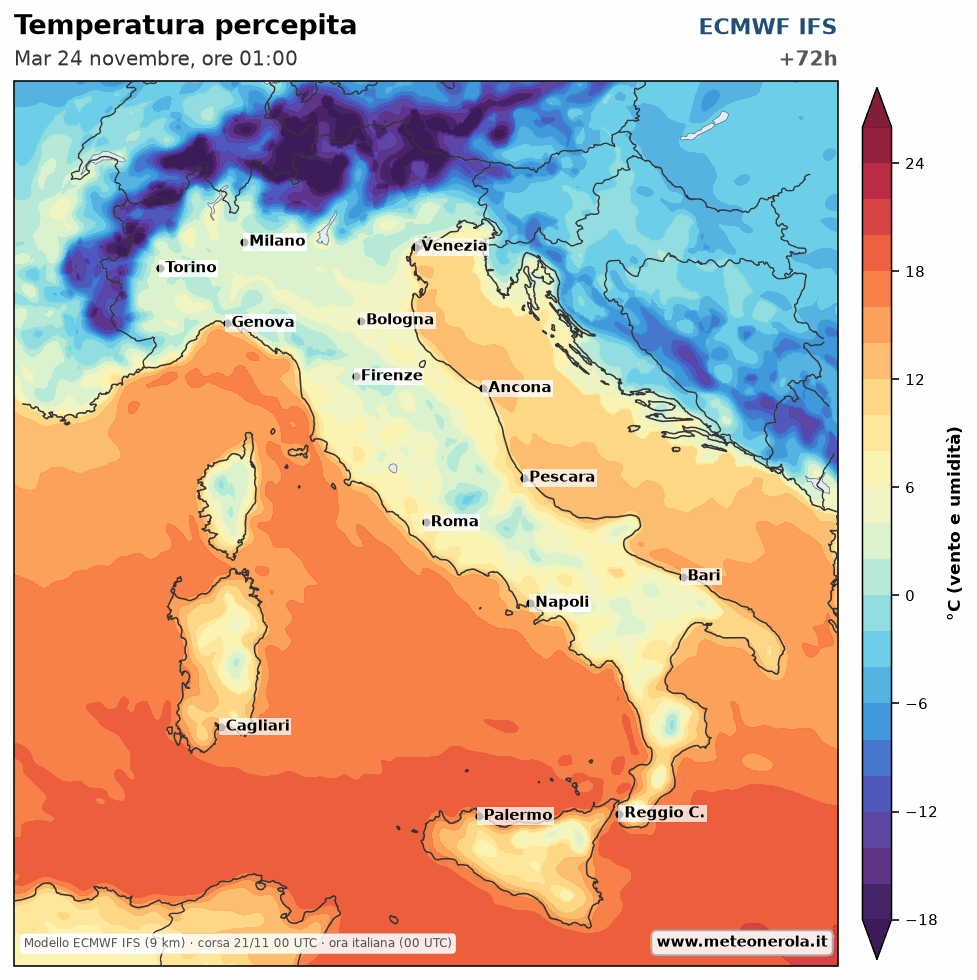 Temperatura percepita
ECMWF IFS
Mar 24 novembre, ore 01:00
+72h
Milano
Venezia
Torino
Genova
Bologna
Firenze
Ancona
Pescara
Roma
Bari
Napoli
Cagliari
Palermo
Reggio C.
24
18
12
6
0
−6
−12
−18
°C (vento e umidità)
Modello ECMWF IFS (9 km) · corsa 21/11 00 UTC · ora italiana (00 UTC)
www.meteonerola.it